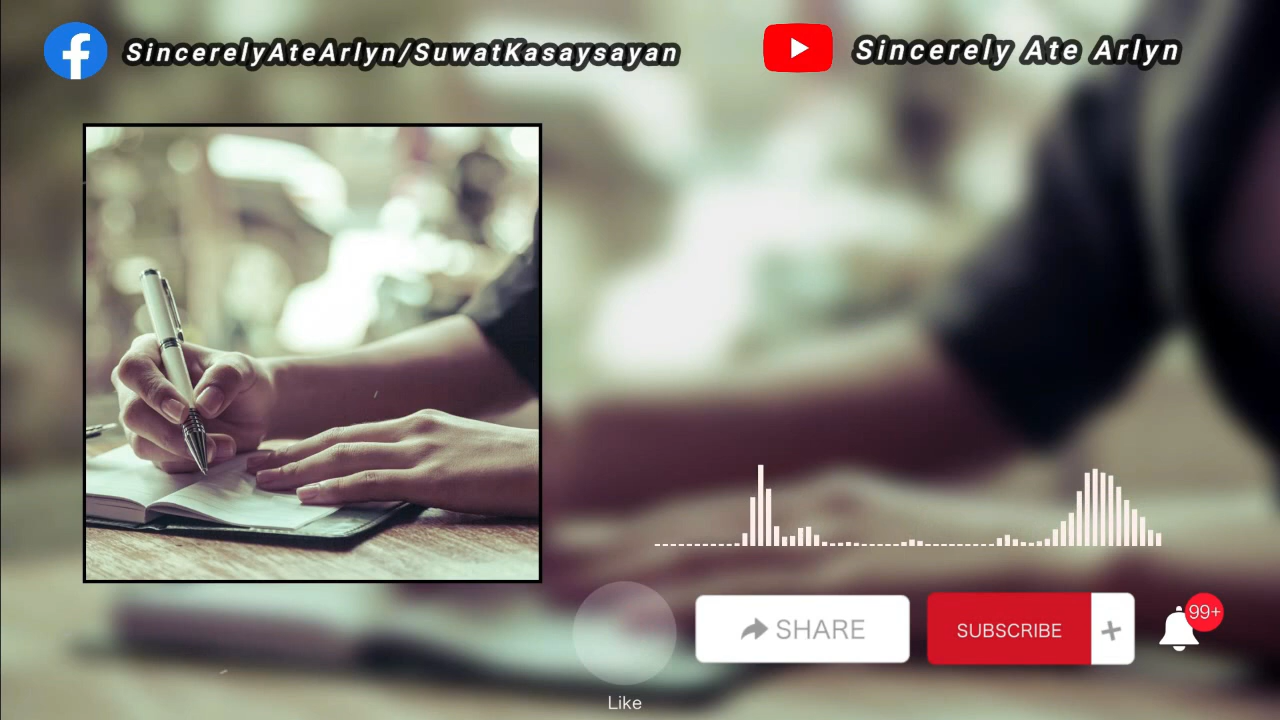 SincerelyAteArlyn/SuwatKasaysayan
Sincerely Ate Arlyn
SHARE
SUBSCRIBE
99+
Like